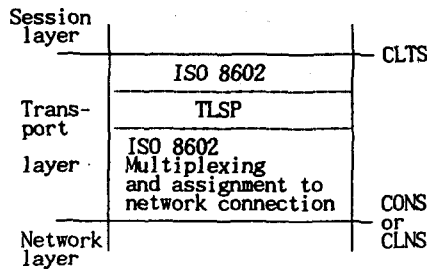 Session
layer
CLTS
ISO 8602
Trans-
port
layer
TLSP
ISO 8602
Multiplexing
and assignment to
network connection
CONS
or
CLNS
Network
layer